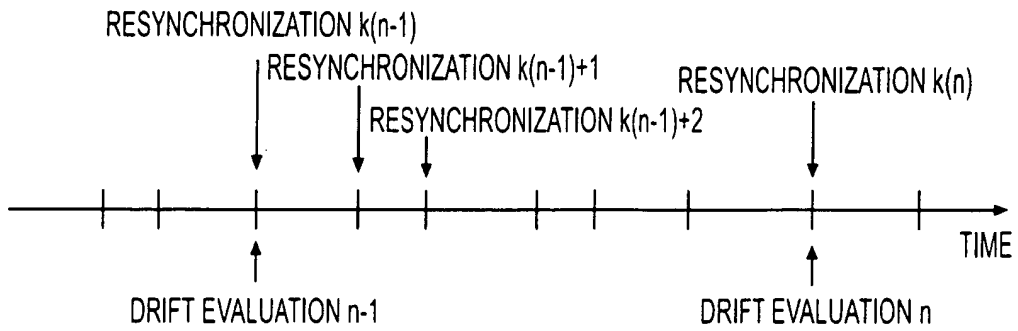 RESYNCHRONIZATION k(n-1)
RESYNCHRONIZATION k(n-1)+1
RESYNCHRONIZATION k(n)
RESYNCHRONIZATION k(n-1)+2
TIME
DRIFT EVALUATION n-1
DRIFT EVALUATION n